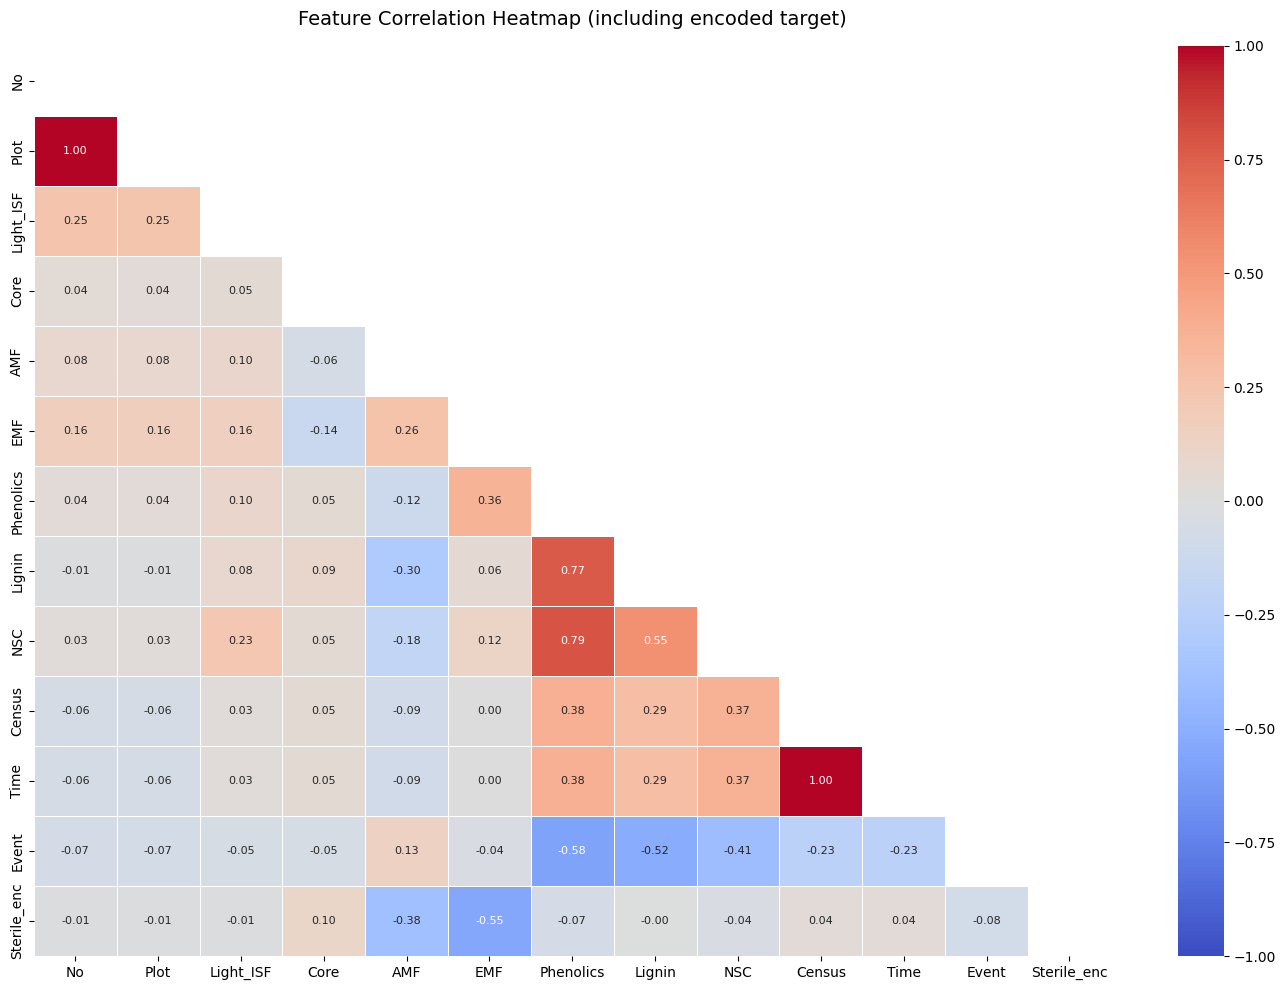 Feature Correlation Heatmap (including encoded target)
No
Plot 1.00
Light_ISF 0.25 0.25
Core 0.04 0.04 0.05
AMF 0.08 0.08 0.10 -0.06
EMF 0.16 0.16 0.16 -0.14 0.26
Phenolics 0.04 0.04 0.10 0.05 -0.12 0.36
Lignin -0.01 -0.01 0.08 0.09 -0.30 0.06 0.77
NSC 0.03 0.03 0.23 0.05 -0.18 0.12 0.79 0.55
Census -0.06 -0.06 0.03 0.05 -0.09 0.00 0.38 0.29 0.37
Time -0.06 -0.06 0.03 0.05 -0.09 0.00 0.38 0.29 0.37 1.00
Event -0.07 -0.07 -0.05 -0.05 0.13 -0.04 -0.58 -0.52 -0.41 -0.23 -0.23
Sterile_enc -0.01 -0.01 -0.01 0.10 -0.38 -0.55 -0.07 -0.00 -0.04 0.04 0.04 -0.08
No Plot Light_ISF Core AMF EMF Phenolics Lignin NSC Census Time Event Sterile_enc
1.00
0.75
0.50
0.25
0.00
−0.25
−0.50
−0.75
−1.00